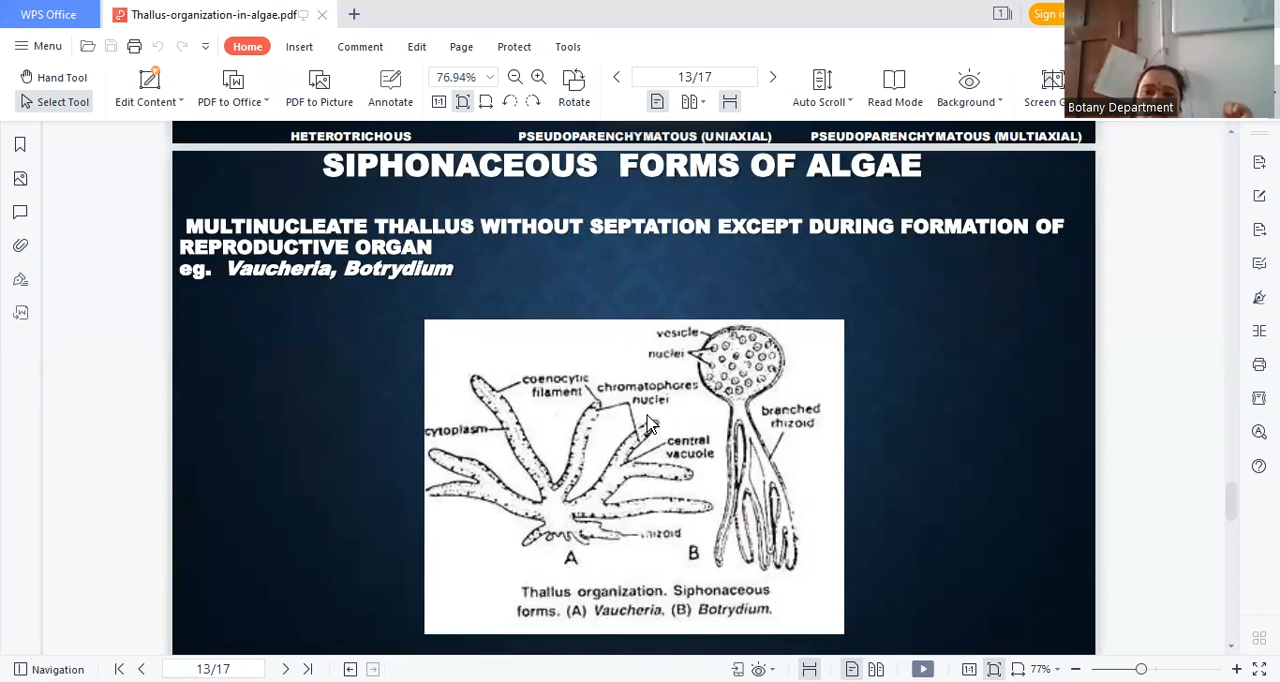 WPS Office
Thallus-organization-in-algae.pdf
1
Sign in
Menu
Home
Insert
Comment
Edit
Page
Protect
Tools
Hand Tool
Select Tool
Edit Content
PDF to Office
PDF to Picture
Annotate
76.94%
13/17
Rotate
Auto Scroll
Read Mode
Background
Screen G
Botany Department
HETEROTRICHOUS
PSEUDOPARENCHYMATOUS (UNIAXIAL)
PSEUDOPARENCHYMATOUS (MULTIAXIAL)
SIPHONACEOUS FORMS OF ALGAE
MULTINUCLEATE THALLUS WITHOUT SEPTATION EXCEPT DURING FORMATION OF
REPRODUCTIVE ORGAN
eg. Vaucheria, Botrydium
vesicle
nuclei
coenocytic
filament
chromatophores
nuclei
cytoplasm
central
vacuole
branched
rhizoid
rhizoid
A
B
Thallus organization. Siphonaceous
forms. (A) Vaucheria, (B) Botrydium.
Navigation
13/17
77%